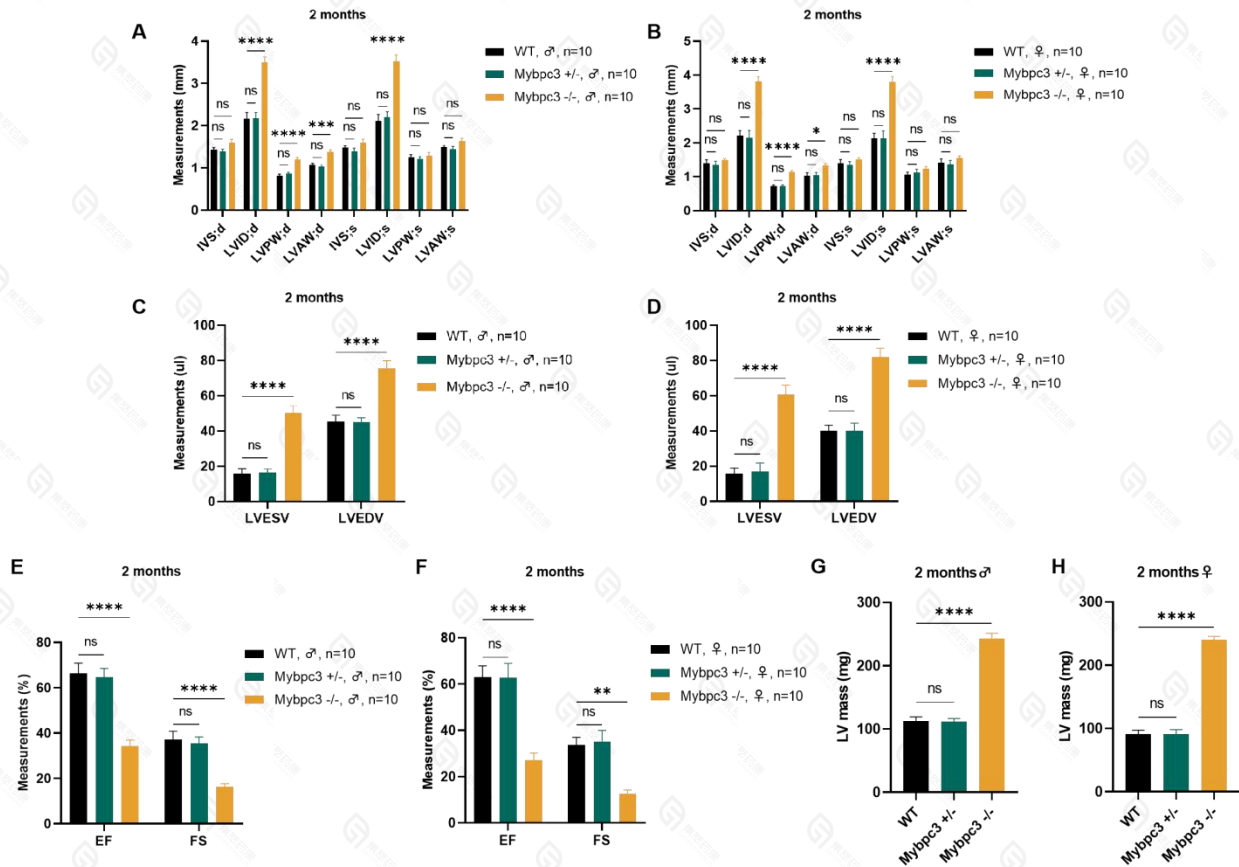 A
2 months
Measurements (mm)
4
3
2
1
0
ns
ns
****
ns
****
ns
***
ns
ns
ns
****
ns
ns
ns
ns
ns
IVS;d
LVID;d
LVPW;d
LVAW;d
IVS;s
LVID;s
LVPW;s
LVAW;s
WT, ♂, n=10
Mybpc3 +/-, ♂, n=10
Mybpc3 -/-, ♂, n=10
B
2 months
Measurements (mm)
5
4
3
2
1
0
ns
ns
****
ns
****
ns
*
ns
ns
ns
****
ns
ns
ns
ns
ns
IVS;d
LVID;d
LVPW;d
LVAW;d
IVS;s
LVID;s
LVPW;s
LVAW;s
WT, ♀, n=10
Mybpc3 +/-, ♀, n=10
Mybpc3 -/-, ♀, n=10
C
2 months
Measurements (ul)
100
80
60
40
20
0
****
ns
****
ns
LVESV
LVEDV
WT, ♂, n=10
Mybpc3 +/-, ♂, n=10
Mybpc3 -/-, ♂, n=10
D
2 months
Measurements (ul)
100
80
60
40
20
0
****
ns
****
ns
LVESV
LVEDV
WT, ♀, n=10
Mybpc3 +/-, ♀, n=10
Mybpc3 -/-, ♀, n=10
E
2 months
Measurements (%)
80
60
40
20
0
****
ns
****
ns
EF
FS
WT, ♂, n=10
Mybpc3 +/-, ♂, n=10
Mybpc3 -/-, ♂, n=10
F
2 months
Measurements (%)
80
60
40
20
0
****
ns
**
ns
EF
FS
WT, ♀, n=10
Mybpc3 +/-, ♀, n=10
Mybpc3 -/-, ♀, n=10
G
2 months♂
LV mass (mg)
300
200
100
0
****
ns
WT
Mybpc3 +/-
Mybpc3 -/-
H
2 months♀
LV mass (mg)
300
200
100
0
****
ns
WT
Mybpc3 +/-
Mybpc3 -/-